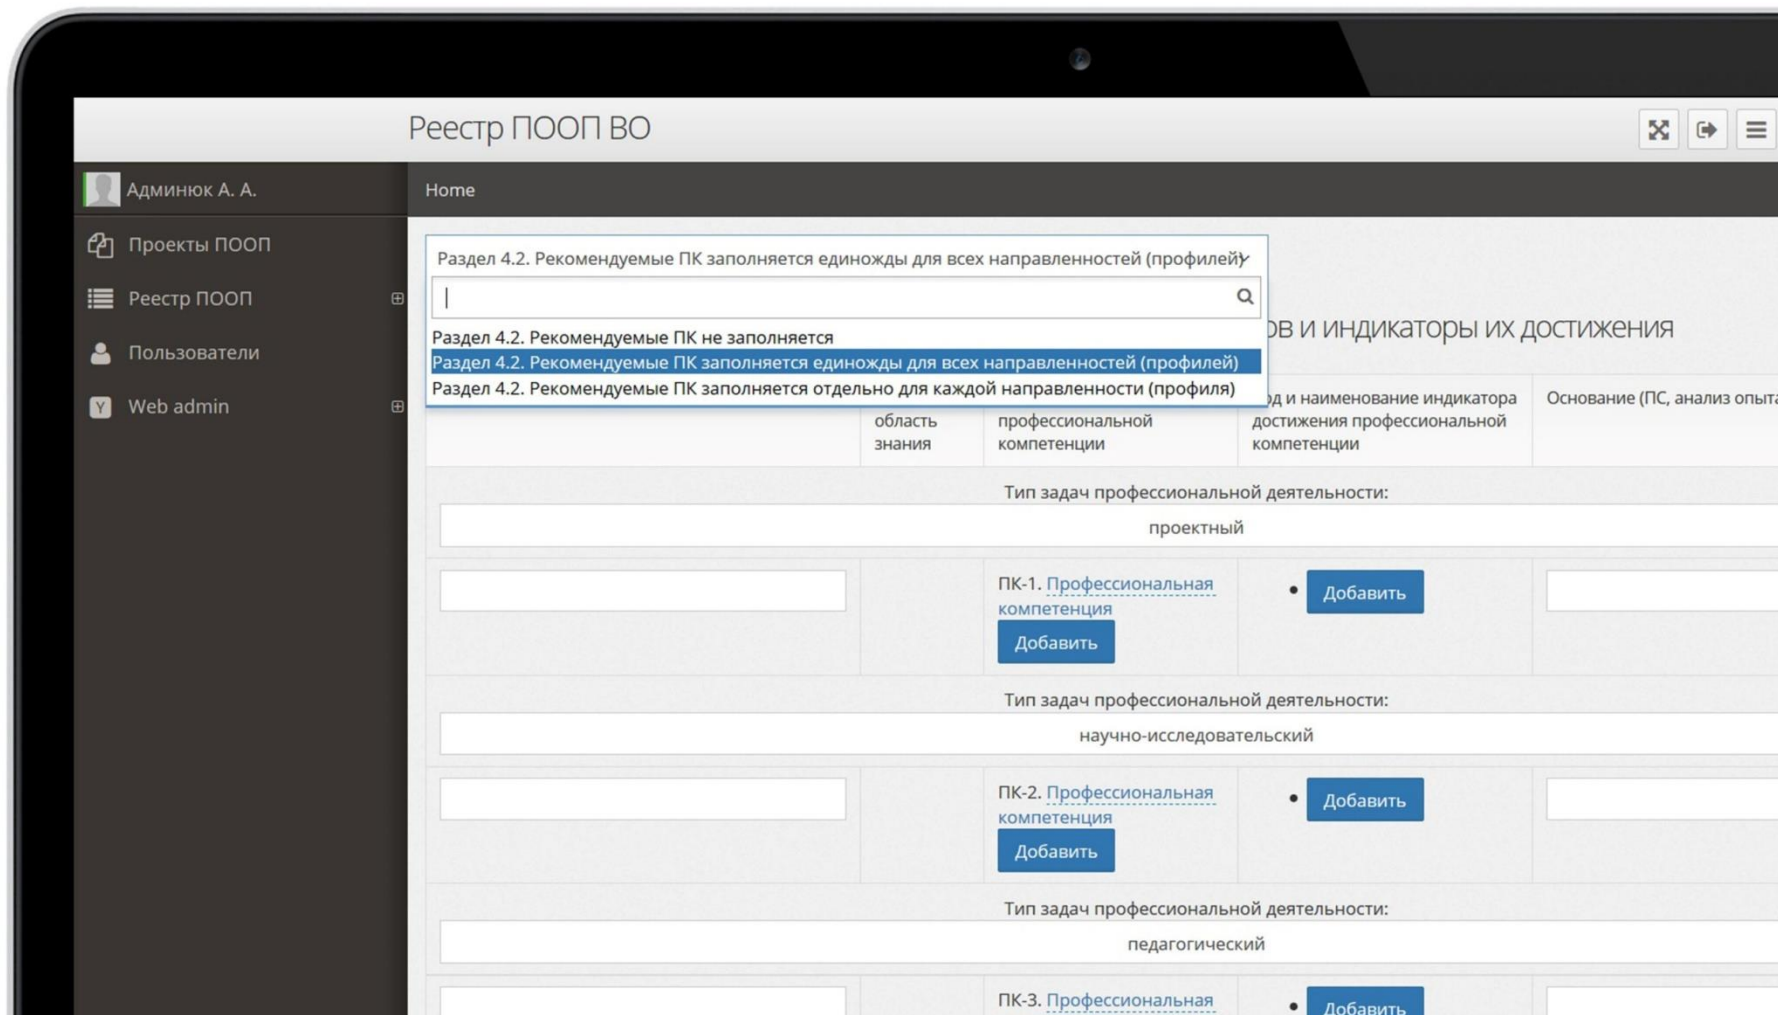 Реестр ПООП ВО
Админюк А. А.
Home
Проекты ПООП
Реестр ПООП
Пользователи
Web admin
Раздел 4.2. Рекомендуемые ПК заполняется единожды для всех направленностей (профилей)
Раздел 4.2. Рекомендуемые ПК не заполняется
Раздел 4.2. Рекомендуемые ПК заполняется единожды для всех направленностей (профилей)
Раздел 4.2. Рекомендуемые ПК заполняется отдельно для каждой направленности (профиля)
ов и индикаторы их достижения
область
знания
профессиональной
компетенции
од и наименование индикатора
достижения профессиональной
компетенции
Основание (ПС, анализ опыта
Тип задач профессиональной деятельности:
проектный
ПК-1. Профессиональная
компетенция
Добавить
Добавить
Тип задач профессиональной деятельности:
научно-исследовательский
ПК-2. Профессиональная
компетенция
Добавить
Добавить
Тип задач профессиональной деятельности:
педагогический
ПК-3. Профессиональная
Добавить